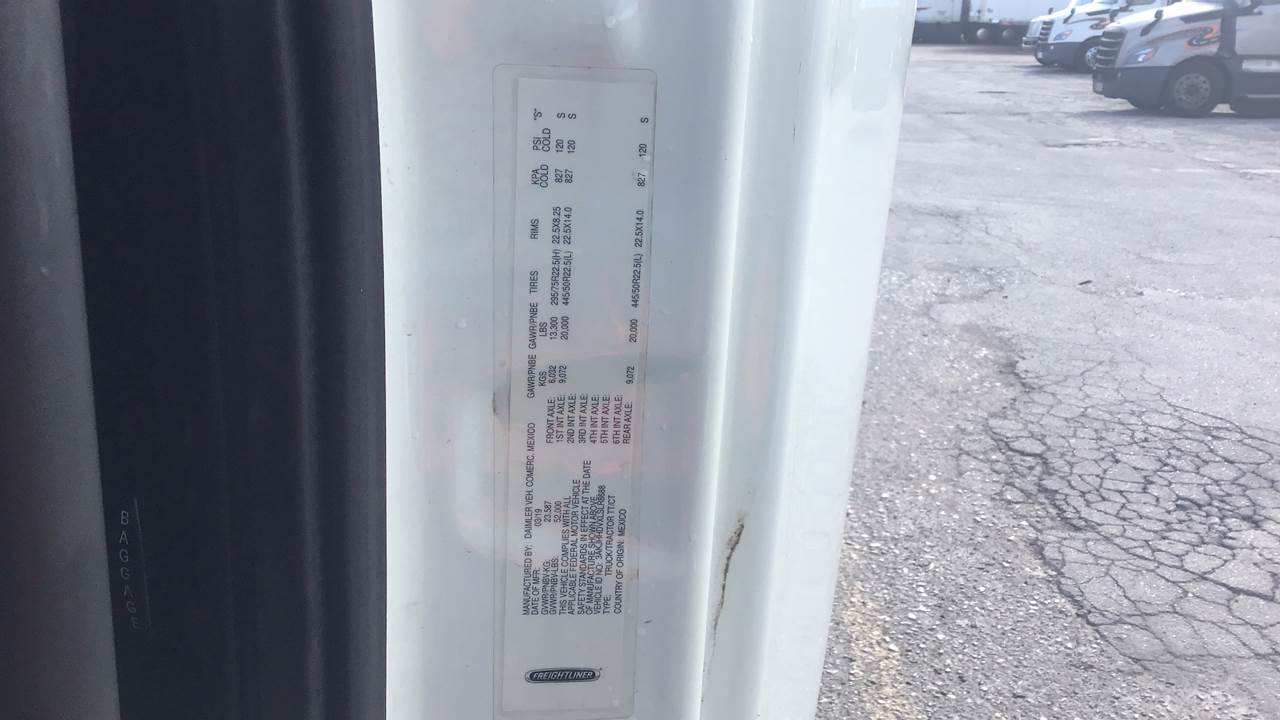 MANUFACTURED BY: DAIMLER VEH. COMERC. MEXICO
DATE OF MFR: 03/19
GVWR/PNBV-KG: 23,587
GVWR/PNBV-LBS: 52,000
THIS VEHICLE COMPLIES WITH ALL
APPLICABLE FEDERAL MOTOR VEHICLE
SAFETY STANDARDS IN EFFECT AT THE DATE
OF MANUFACTURE SHOWN ABOVE
VEHICLE ID NO.:
TYPE: TRUCK/TRACTOR TT/CT
COUNTRY OF ORIGIN: MEXICO
GAWR/PNBE GAWR/PNBE TIRES RIMS KPA PSI "S"
KGS LBS COLD COLD
FRONT AXLE: 6,032 13,300 295/75R22.5(H) 22.5X8.25 827 120 S
1ST INT AXLE: 9,072 20,000 445/50R22.5(L) 22.5X14.0 827 120 S
2ND INT AXLE:
3RD INT AXLE:
4TH INT AXLE:
5TH INT AXLE:
6TH INT AXLE:
REAR AXLE: 9,072 20,000 445/50R22.5(L) 22.5X14.0 827 120 S
FREIGHTLINER
BAGGAGE